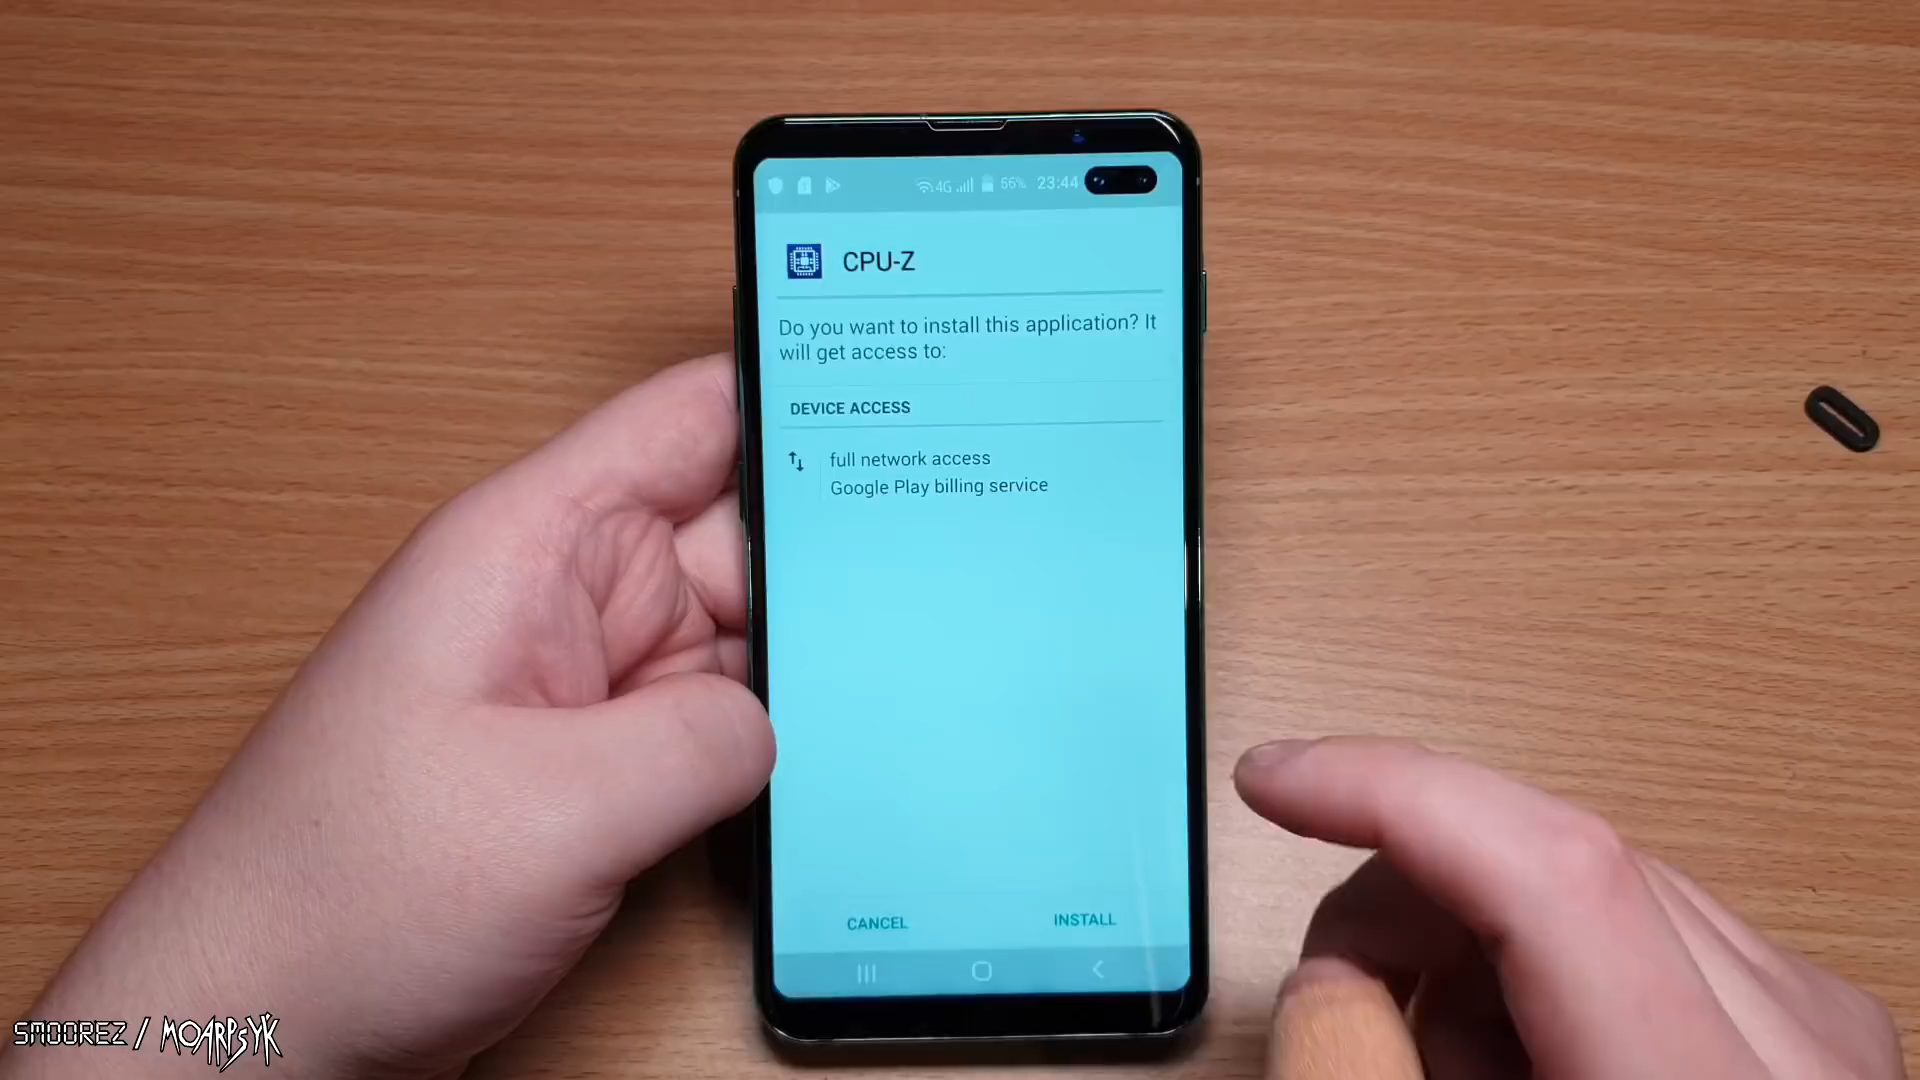 4G 66% 23:44
CPU-Z
Do you want to install this application? It
will get access to:
DEVICE ACCESS
full network access
Google Play billing service
CANCEL INSTALL
SMOOREZ / MOARPSYK